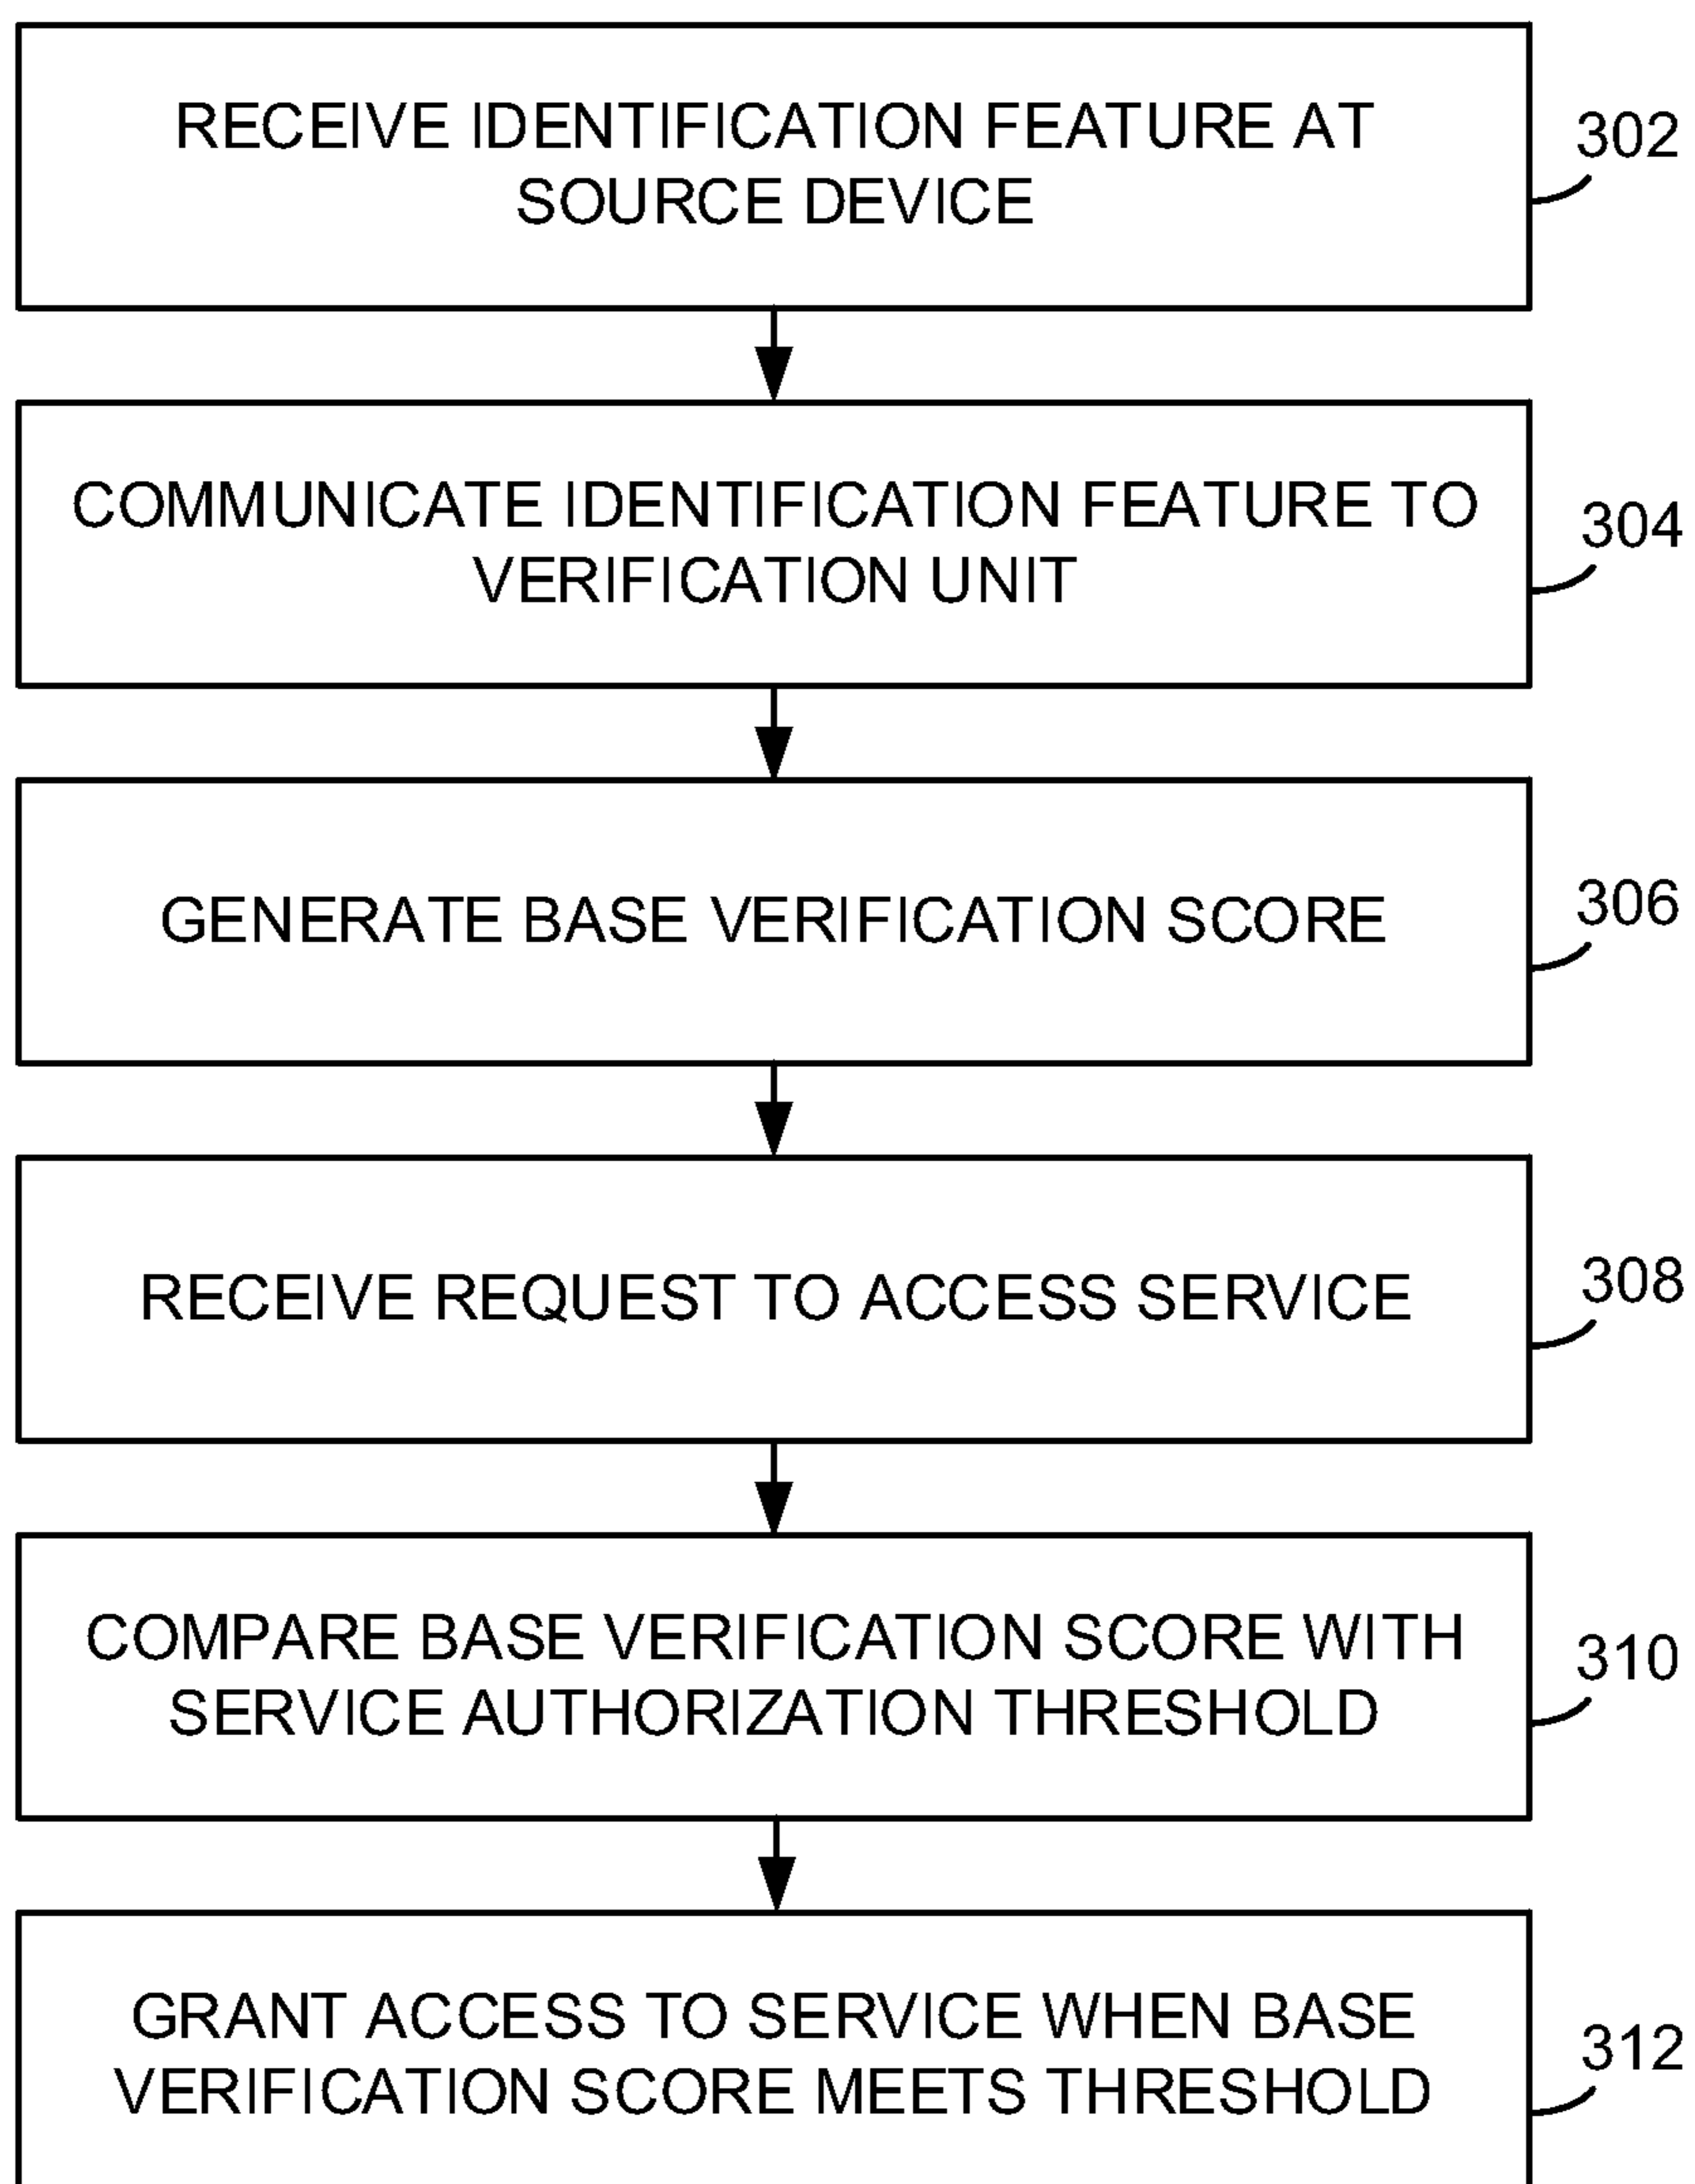 RECEIVE IDENTIFICATION FEATURE AT
SOURCE DEVICE
302
COMMUNICATE IDENTIFICATION FEATURE TO
VERIFICATION UNIT
304
GENERATE BASE VERIFICATION SCORE
306
RECEIVE REQUEST TO ACCESS SERVICE
308
COMPARE BASE VERIFICATION SCORE WITH
SERVICE AUTHORIZATION THRESHOLD
310
GRANT ACCESS TO SERVICE WHEN BASE
VERIFICATION SCORE MEETS THRESHOLD
312